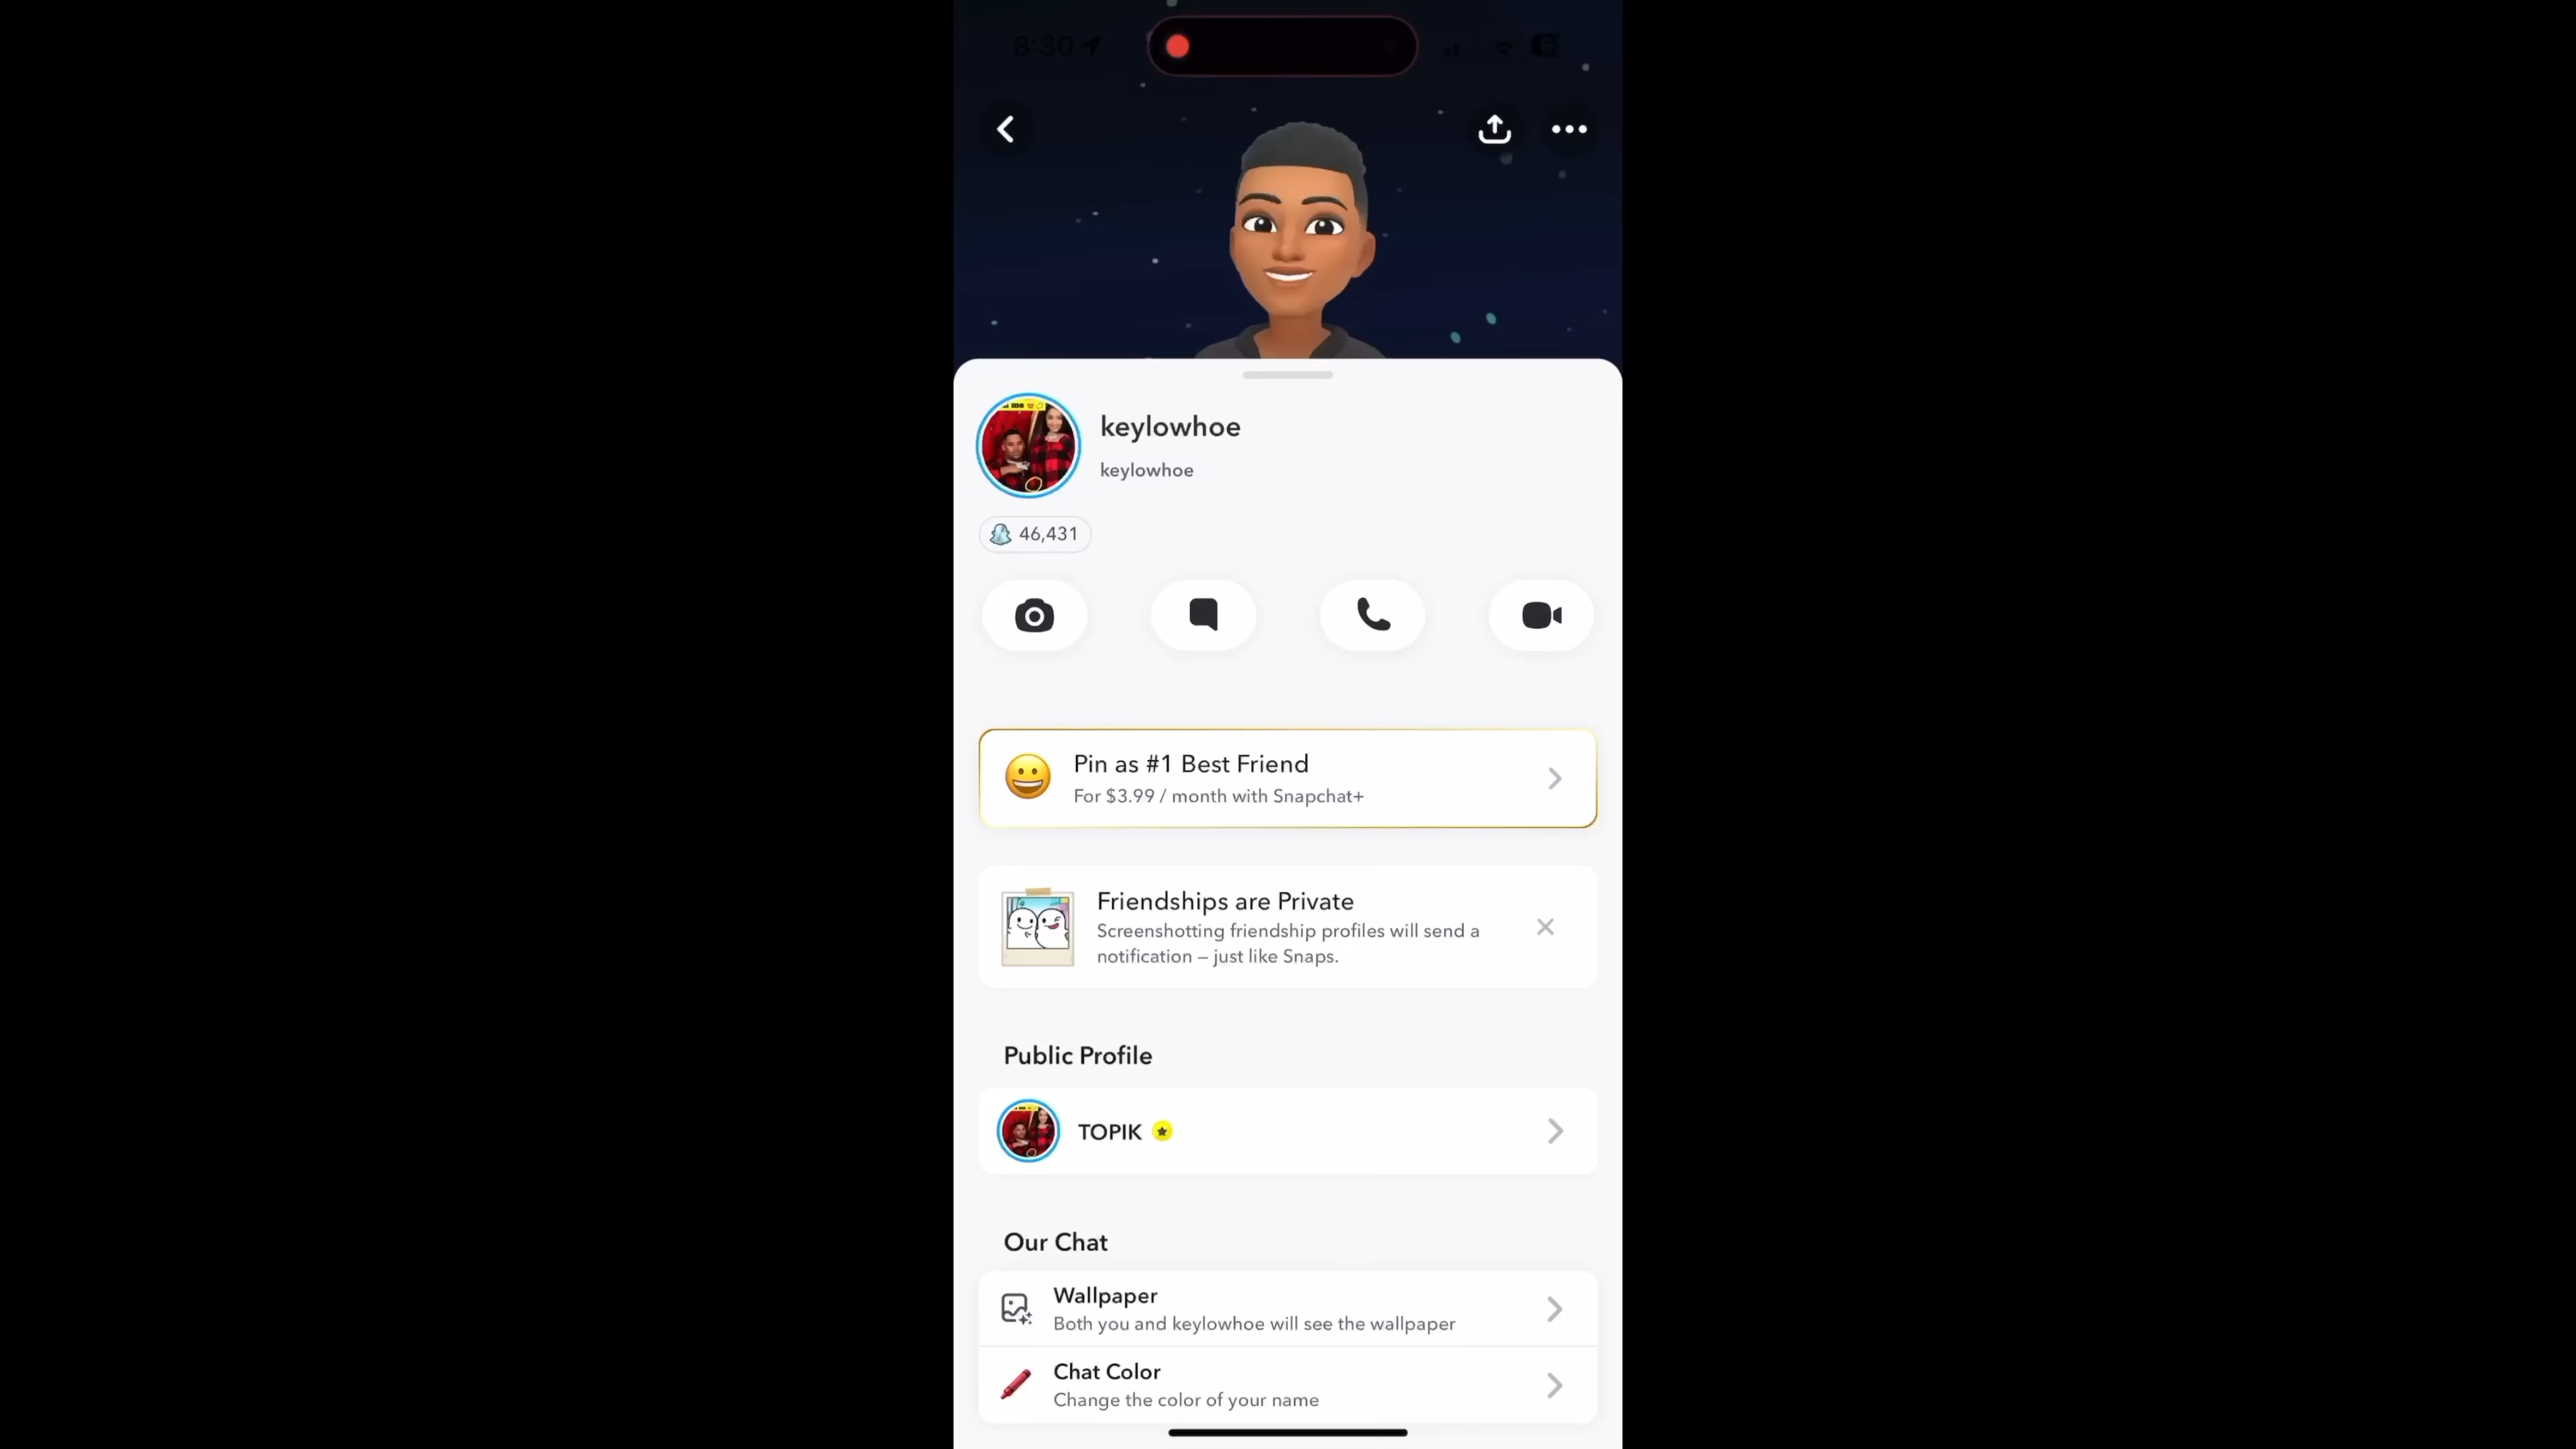 8:30
keylowhoe
keylowhoe
46,431
Pin as #1 Best Friend
For $3.99 / month with Snapchat+
Friendships are Private
Screenshotting friendship profiles will send a
notification – just like Snaps.
Public Profile
TOPIK
Our Chat
Wallpaper
Both you and keylowhoe will see the wallpaper
Chat Color
Change the color of your name